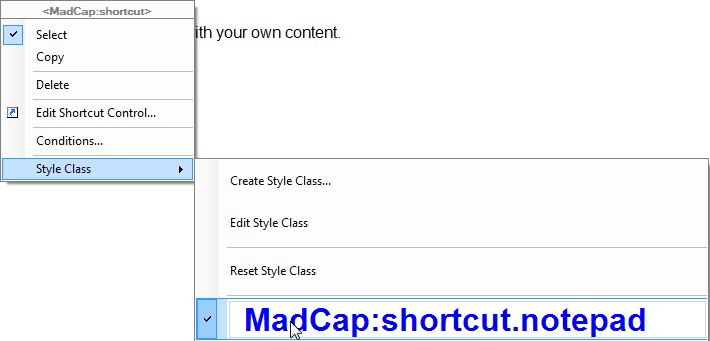 <MadCap:shortcut>
Select
ith your own content.
Copy
Delete
Edit Shortcut Control...
Conditions...
Style Class
Create Style Class...
Edit Style Class
Reset Style Class
MadCap:shortcut.notepad